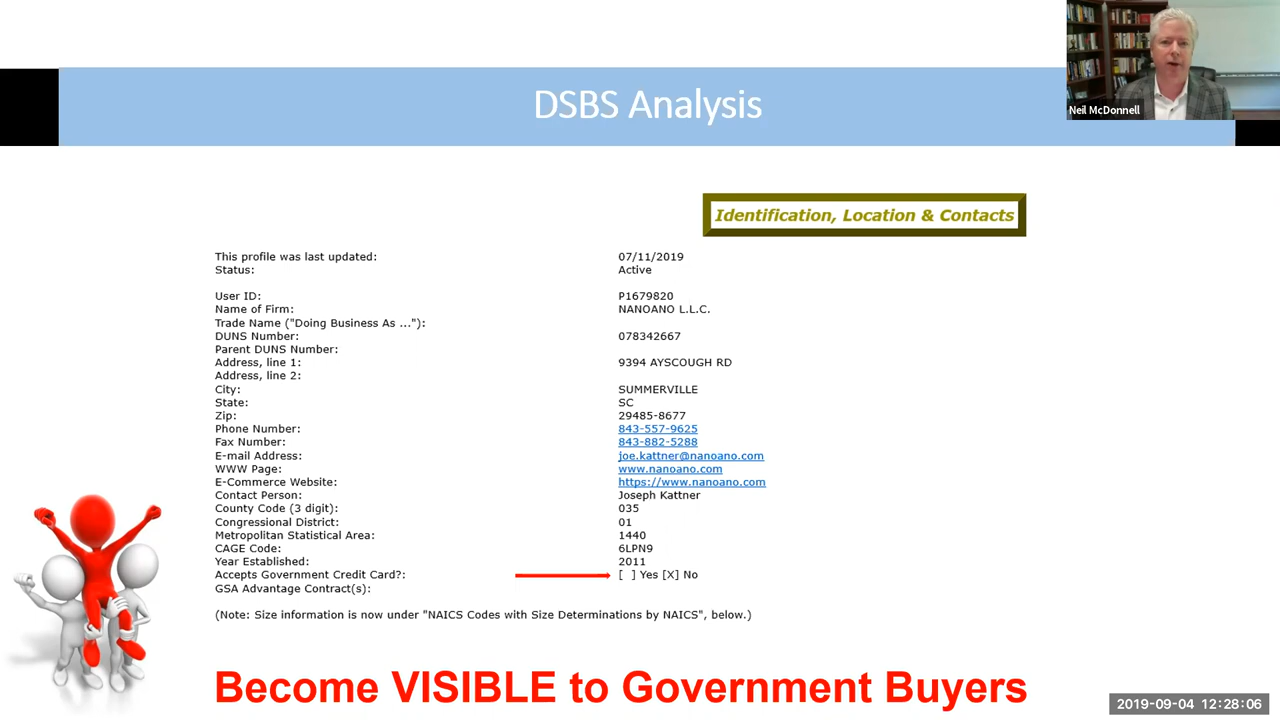 DSBS Analysis
Neil McDonnell
Identification, Location & Contacts
This profile was last updated: 07/11/2019
Status: Active
User ID: P1679820
Name of Firm: NANOANO L.L.C.
Trade Name ("Doing Business As ..."):
DUNS Number: 078342667
Parent DUNS Number:
Address, line 1: 9394 AYSCOUGH RD
Address, line 2:
City: SUMMERVILLE
State: SC
Zip: 29485-8677
Phone Number: 843-557-9625
Fax Number: 843-882-5288
E-mail Address: joe.kattner@nanoano.com
WWW Page: www.nanoano.com
E-Commerce Website: https://www.nanoano.com
Contact Person: Joseph Kattner
County Code (3 digit): 035
Congressional District: 01
Metropolitan Statistical Area: 1440
CAGE Code: 6LPN9
Year Established: 2011
Accepts Government Credit Card?: [ ] Yes [X] No
GSA Advantage Contract(s):
(Note: Size information is now under "NAICS Codes with Size Determinations by NAICS", below.)
Become VISIBLE to Government Buyers
2019-09-04 12:28:06